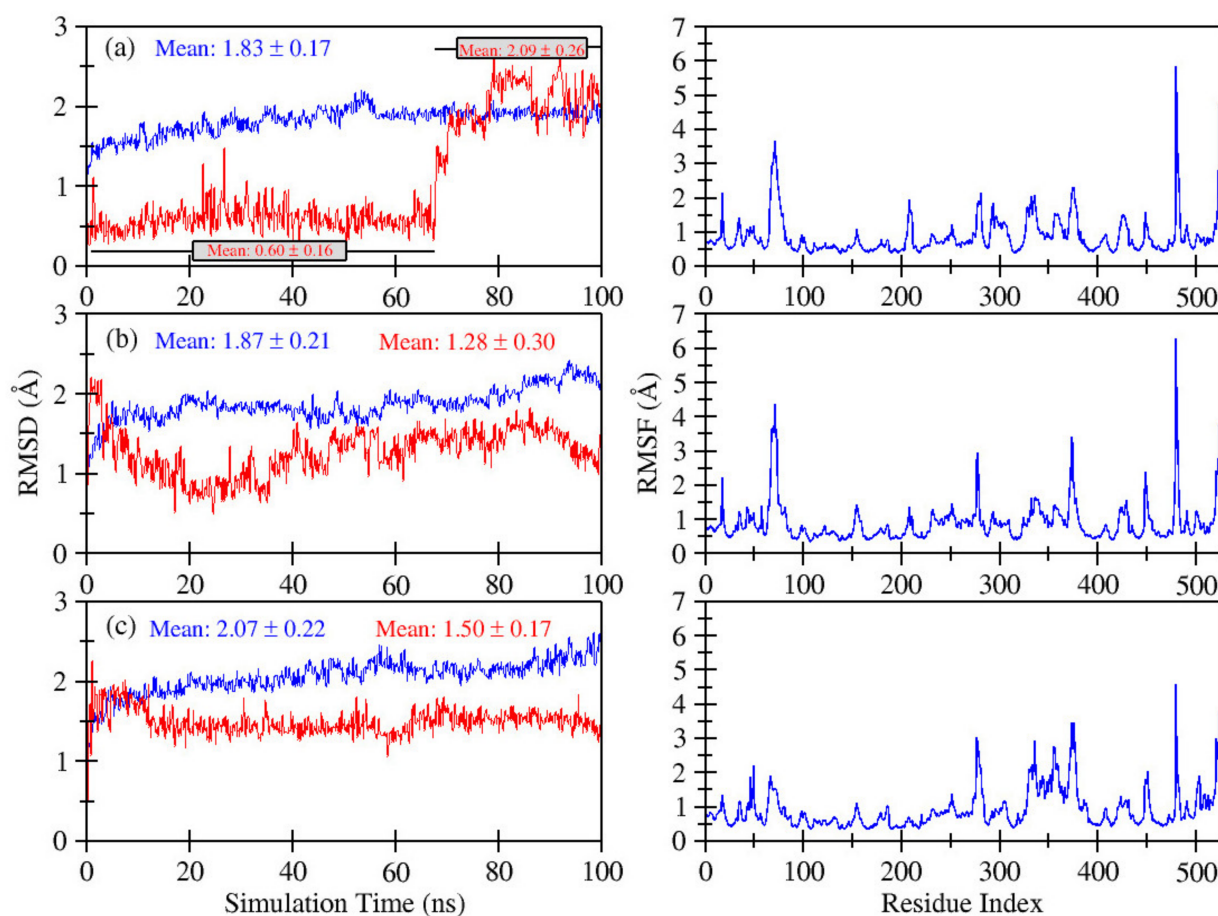 3
(a)
Mean: 1.83 ± 0.17
Mean: 2.09 ± 0.26
2
1
Mean: 0.60 ± 0.16
0
0 20 40 60 80 100
7
6
5
4
3
2
1
0
0 100 200 300 400 500
3
(b)
Mean: 1.87 ± 0.21
Mean: 1.28 ± 0.30
2
1
0
0 20 40 60 80 100
RMSD (Å)
7
6
5
4
3
2
1
0
0 100 200 300 400 500
RMSF (Å)
3
(c)
Mean: 2.07 ± 0.22
Mean: 1.50 ± 0.17
2
1
0
0 20 40 60 80 100
Simulation Time (ns)
7
6
5
4
3
2
1
0
0 100 200 300 400 500
Residue Index